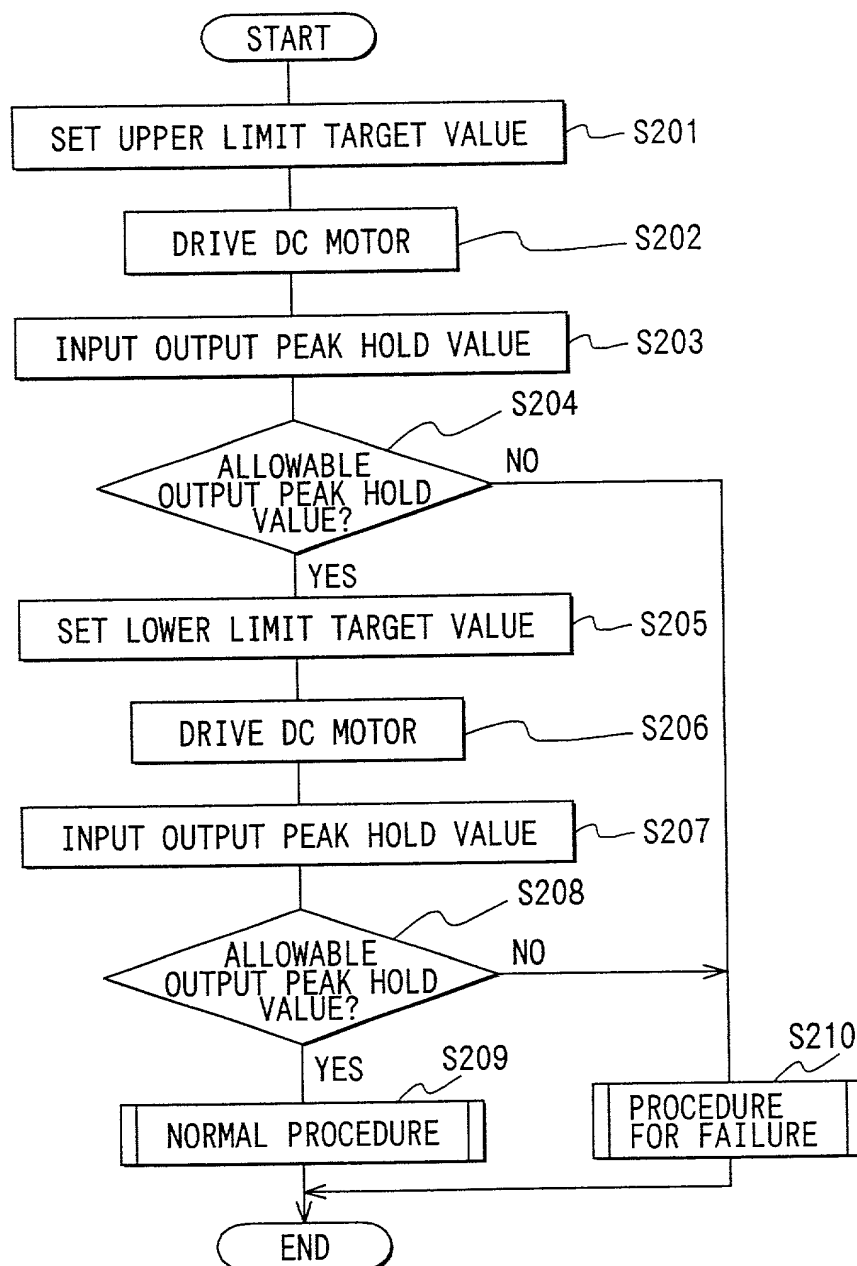 START
SET UPPER LIMIT TARGET VALUE
S201
DRIVE DC MOTOR
S202
INPUT OUTPUT PEAK HOLD VALUE
S203
S204
ALLOWABLE
OUTPUT PEAK HOLD
VALUE?
NO
YES
SET LOWER LIMIT TARGET VALUE
S205
DRIVE DC MOTOR
S206
INPUT OUTPUT PEAK HOLD VALUE
S207
S208
ALLOWABLE
OUTPUT PEAK HOLD
VALUE?
NO
YES
S209
NORMAL PROCEDURE
S210
PROCEDURE
FOR FAILURE
END